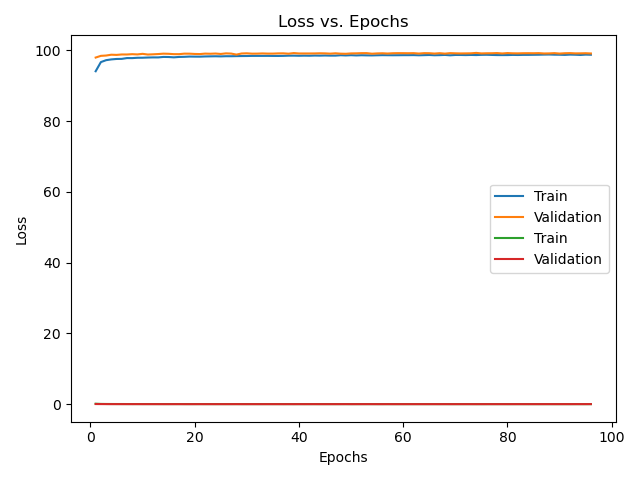 Loss vs. Epochs
100
80
60
40
20
0
Loss
Train
Validation
Train
Validation
0 20 40 60 80 100
Epochs